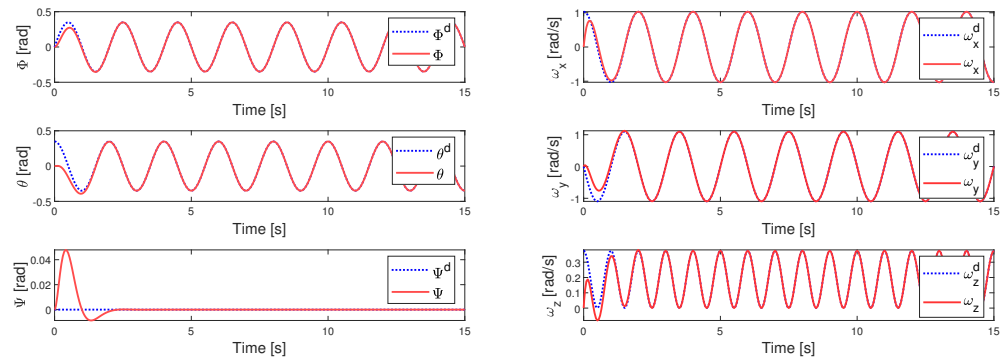 0.5
0
-0.5
Φ [rad]
Φᵈ
Φ
0 5 10 15
Time [s]
1
0
-1
ω_x [rad/s]
ω_x^d
ω_x
0 5 10 15
Time [s]
0.5
0
-0.5
θ [rad]
θᵈ
θ
0 5 10 15
Time [s]
1
0
-1
ω_y [rad/s]
ω_y^d
ω_y
0 5 10 15
Time [s]
0.04
0.02
0
Ψ [rad]
Ψᵈ
Ψ
0 5 10 15
Time [s]
0.3
0.2
0.1
0
ω_z [rad/s]
ω_z^d
ω_z
0 5 10 15
Time [s]